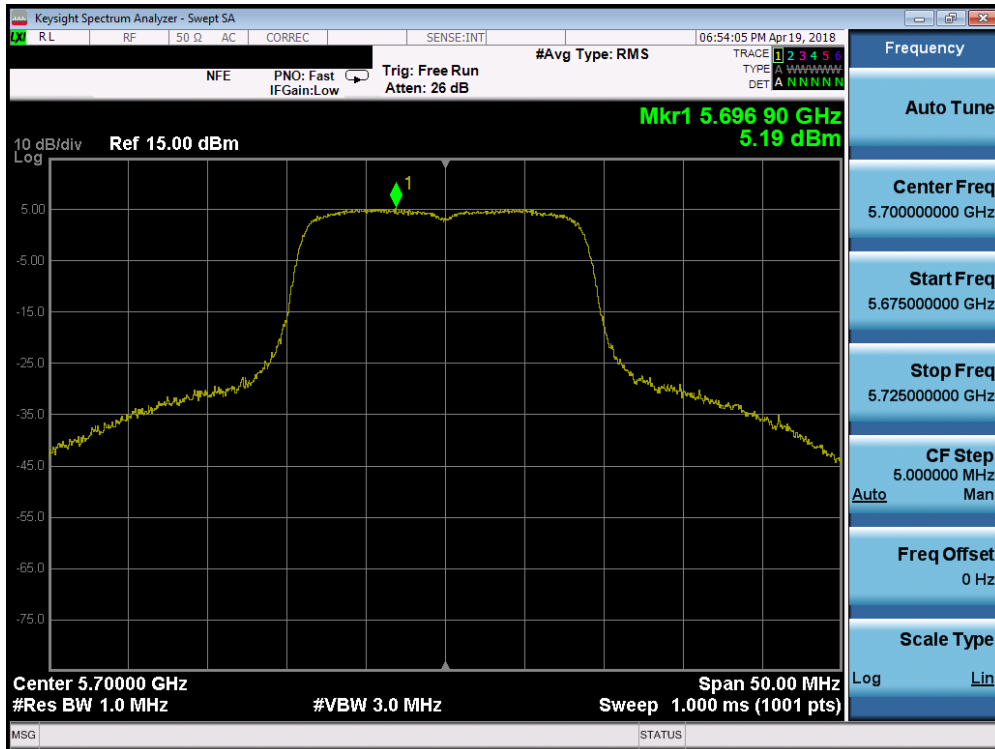 Keysight Spectrum Analyzer - Swept SA
LXI RL RF 50 Ω AC CORREC SENSE:INT 06:54:05 PM Apr 19, 2018
Frequency
#Avg Type: RMS TRACE 1 2 3 4 5 6
NFE PNO: Fast Trig: Free Run TYPE A WWWWW
IFGain:Low Atten: 26 dB DET A N N N N N
Auto Tune
Mkr1 5.696 90 GHz
10 dB/div Ref 15.00 dBm 5.19 dBm
Log
1
5.00
-5.00
-15.0
-25.0
-35.0
-45.0
-55.0
-65.0
-75.0
Center Freq
5.700000000 GHz
Start Freq
5.675000000 GHz
Stop Freq
5.725000000 GHz
CF Step
5.000000 MHz
Auto Man
Freq Offset
0 Hz
Scale Type
Log Lin
Center 5.70000 GHz Span 50.00 MHz
#Res BW 1.0 MHz #VBW 3.0 MHz Sweep 1.000 ms (1001 pts)
MSG STATUS